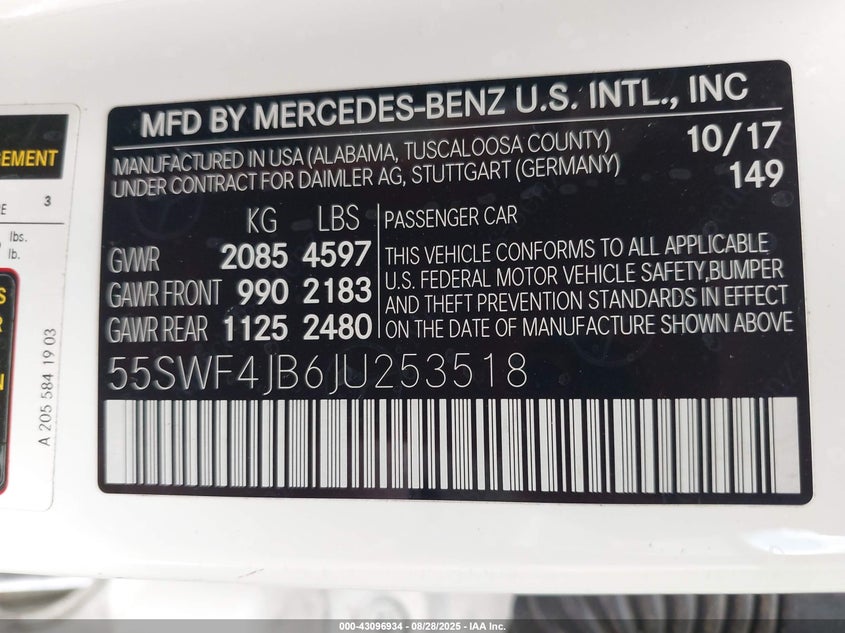 MFD BY MERCEDES-BENZ U.S. INTL., INC
MANUFACTURED IN USA (ALABAMA, TUSCALOOSA COUNTY) 10/17
UNDER CONTRACT FOR DAIMLER AG, STUTTGART (GERMANY) 149
KG LBS PASSENGER CAR
GVWR 2085 4597
GAWR FRONT 990 2183
GAWR REAR 1125 2480
THIS VEHICLE CONFORMS TO ALL APPLICABLE
U.S. FEDERAL MOTOR VEHICLE SAFETY,BUMPER
AND THEFT PREVENTION STANDARDS IN EFFECT
ON THE DATE OF MANUFACTURE SHOWN ABOVE
55SWF4JB6JU253518
3
lbs.
lb.
A 205 584 19 03
000-43096934 - 08/28/2025 - IAA Inc.